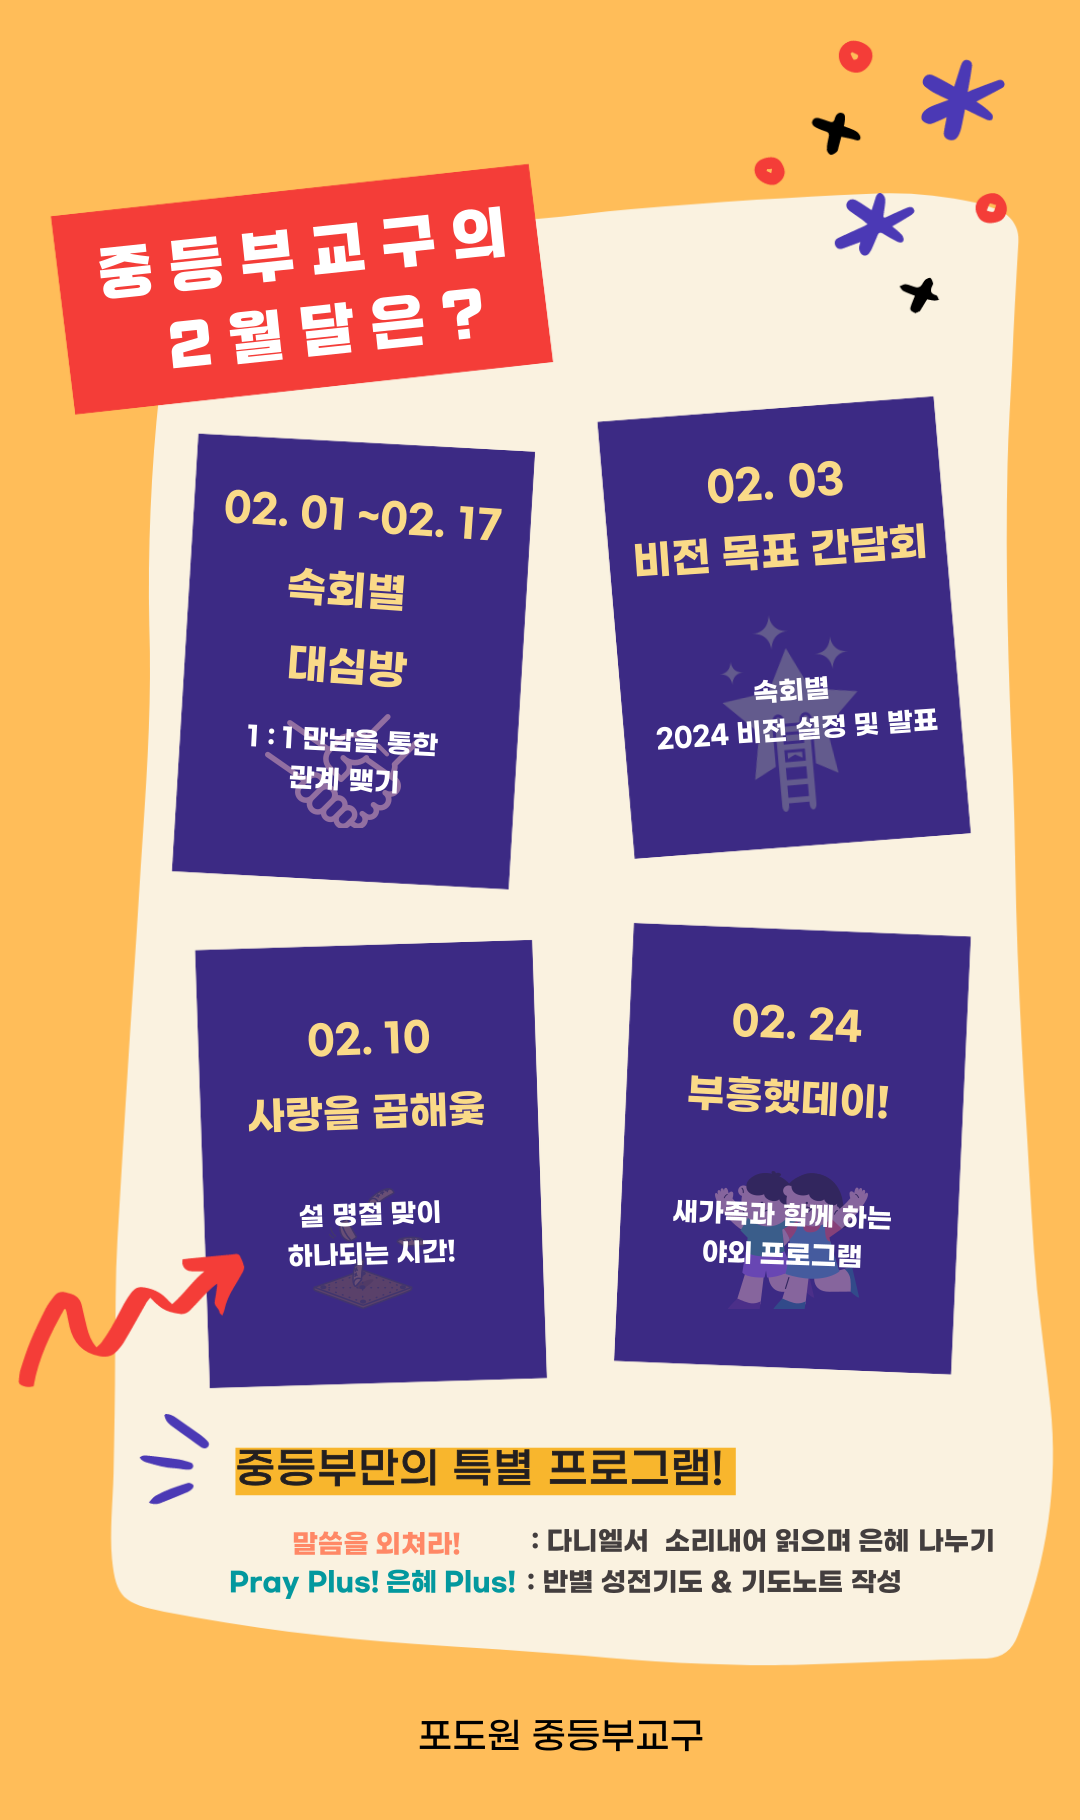 중등부교구의
2월달은?
02. 01 ~02. 17
속회별
대심방
1 : 1 만남을 통한
관계 맺기
02. 03
비전 목표 간담회
속회별
2024 비전 설정 및 발표
02. 10
사랑을 곱해윷
설 명절 맞이
하나되는 시간!
02. 24
부흥했데이!
새가족과 함께 하는
야외 프로그램
중등부만의 특별 프로그램!
말씀을 외쳐라! : 다니엘서 소리내어 읽으며 은혜 나누기
Pray Plus! 은혜 Plus! : 반별 성전기도 & 기도노트 작성
포도원 중등부교구